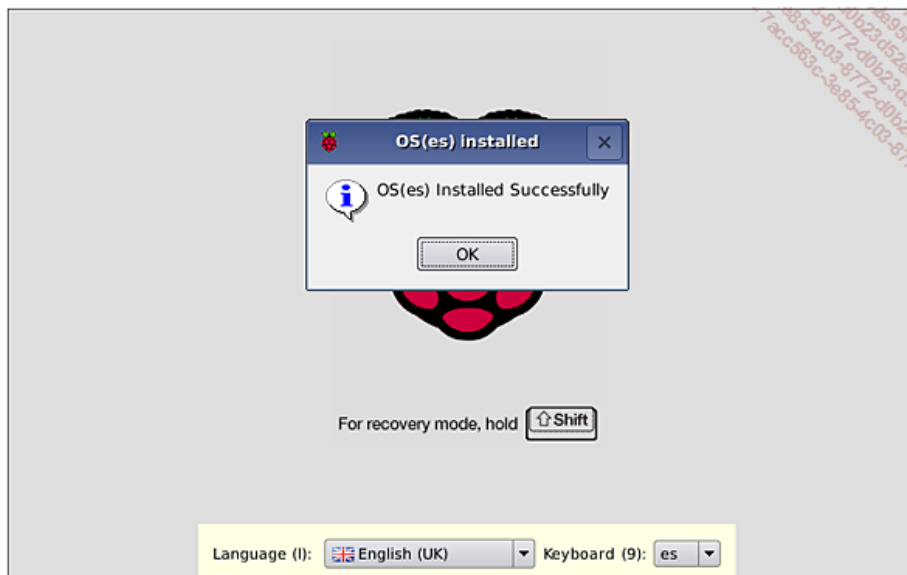 OS(es) installed
OS(es) Installed Successfully
OK
For recovery mode, hold Shift
Language (l): English (UK) Keyboard (9): es